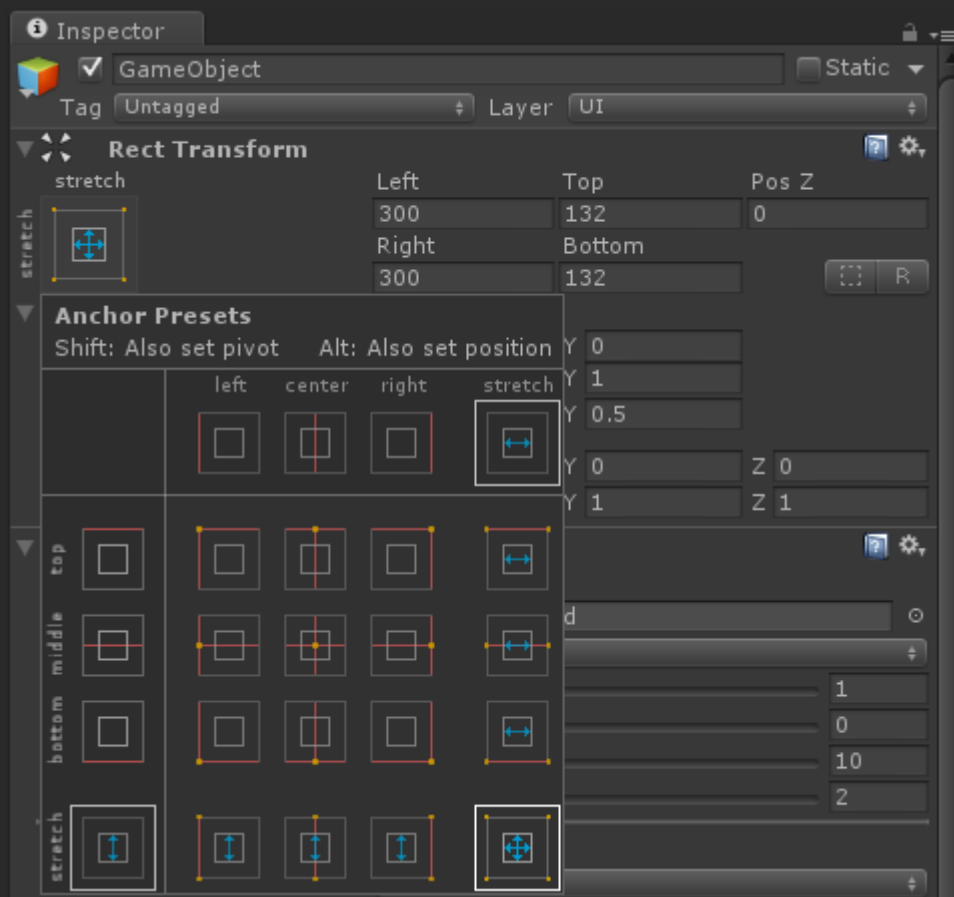 Inspector
GameObject
Static
Tag Untagged Layer UI
Rect Transform
stretch
Left Top Pos Z
stretch
300 132 0
Right Bottom
300 132
R
Anchor Presets
Shift: Also set pivot Alt: Also set position
Y 0
left center right stretch
Y 1
Y 0.5
Y 0 Z 0
Y 1 Z 1
top
middle
d
bottom
1
0
10
2
stretch